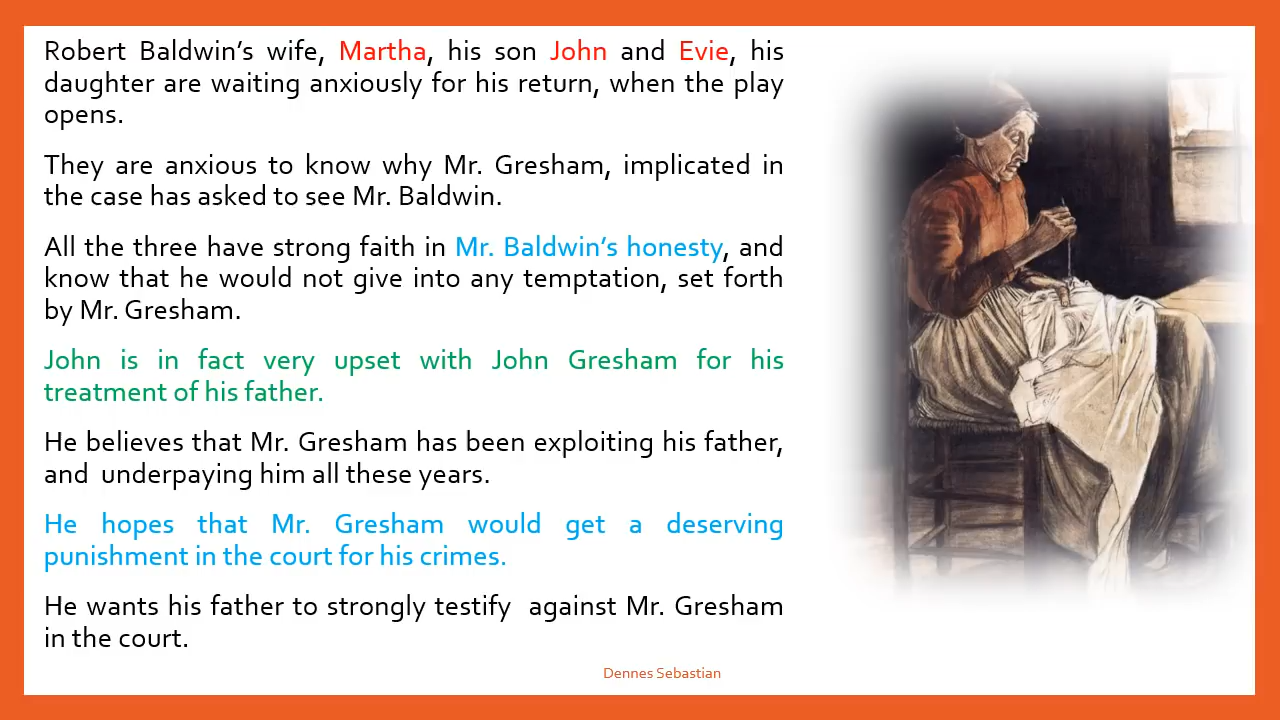 Robert Baldwin’s wife, Martha, his son John and Evie, his
daughter are waiting anxiously for his return, when the play
opens.
They are anxious to know why Mr. Gresham, implicated in
the case has asked to see Mr. Baldwin.
All the three have strong faith in Mr. Baldwin’s honesty, and
know that he would not give into any temptation, set forth
by Mr. Gresham.
John is in fact very upset with John Gresham for his
treatment of his father.
He believes that Mr. Gresham has been exploiting his father,
and  underpaying him all these years.
He hopes that Mr. Gresham would get a deserving
punishment in the court for his crimes.
He wants his father to strongly testify  against Mr. Gresham
in the court.
Dennes Sebastian